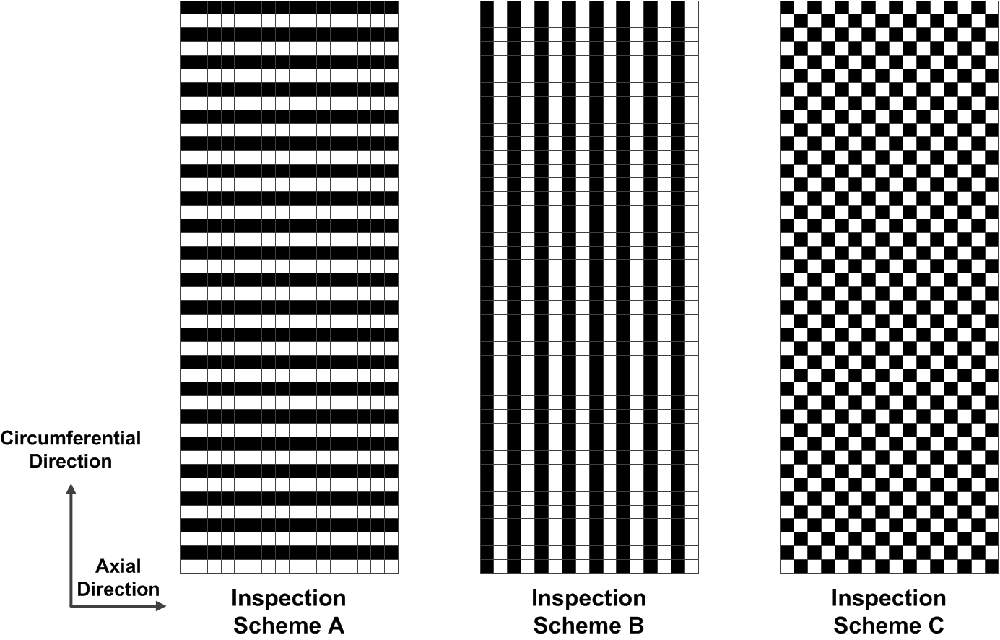 Circumferential
Direction
Axial
Direction
Inspection
Scheme A
Inspection
Scheme B
Inspection
Scheme C